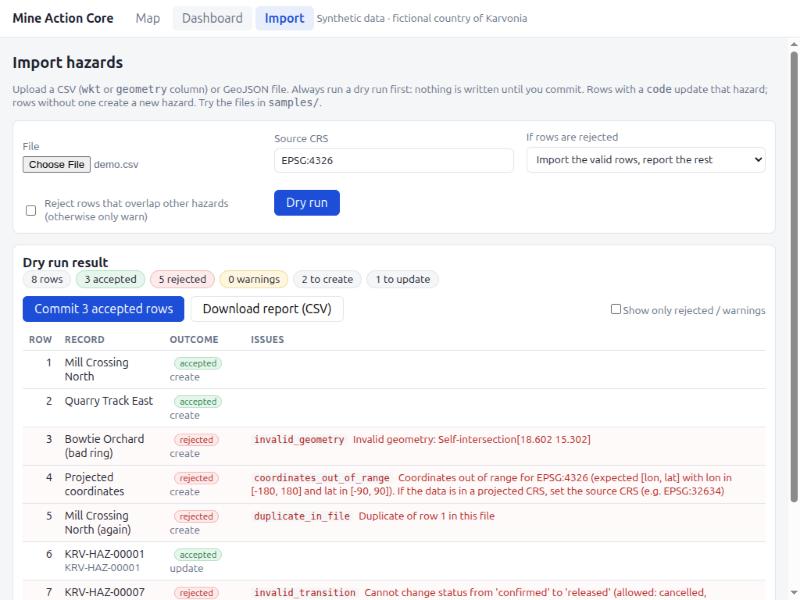 Mine Action Core Map Dashboard Import Synthetic data · fictional country of Karvonia
Import hazards
Upload a CSV (wkt or geometry column) or GeoJSON file. Always run a dry run first: nothing is written until you commit. Rows with a code update that hazard;
rows without one create a new hazard. Try the files in samples/.
File
Choose File demo.csv
Source CRS
EPSG:4326
If rows are rejected
Import the valid rows, report the rest
Reject rows that overlap other hazards
(otherwise only warn)
Dry run
Dry run result
8 rows 3 accepted 5 rejected 0 warnings 2 to create 1 to update
Commit 3 accepted rows Download report (CSV) Show only rejected / warnings
ROW RECORD OUTCOME ISSUES
1 Mill Crossing North accepted create
2 Quarry Track East accepted create
3 Bowtie Orchard (bad ring) rejected create invalid_geometry Invalid geometry: Self-intersection[18.602 15.302]
4 Projected coordinates rejected create coordinates_out_of_range Coordinates out of range for EPSG:4326 (expected [lon, lat] with lon in
[-180, 180] and lat in [-90, 90]). If the data is in a projected CRS, set the source CRS (e.g. EPSG:32634)
5 Mill Crossing North (again) rejected create duplicate_in_file Duplicate of row 1 in this file
6 KRV-HAZ-00001 KRV-HAZ-00001 accepted update
7 KRV-HAZ-00007 rejected invalid_transition Cannot change status from 'confirmed' to 'released' (allowed: cancelled,